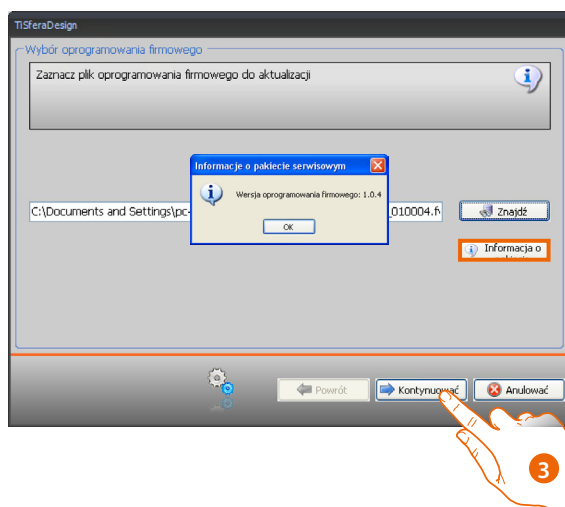 TiSferaDesign
Wybór oprogramowania firmowego
Zaznacz plik oprogramowania firmowego do aktualizacji
Informacje o pakiecie serwisowym
Wersja oprogramowania firmowego: 1.0.4
OK
C:\Documents and Settings\pc-
_010004.f
Znajdź
Informacja o
Powrót
Kontynuować
Anulować
3